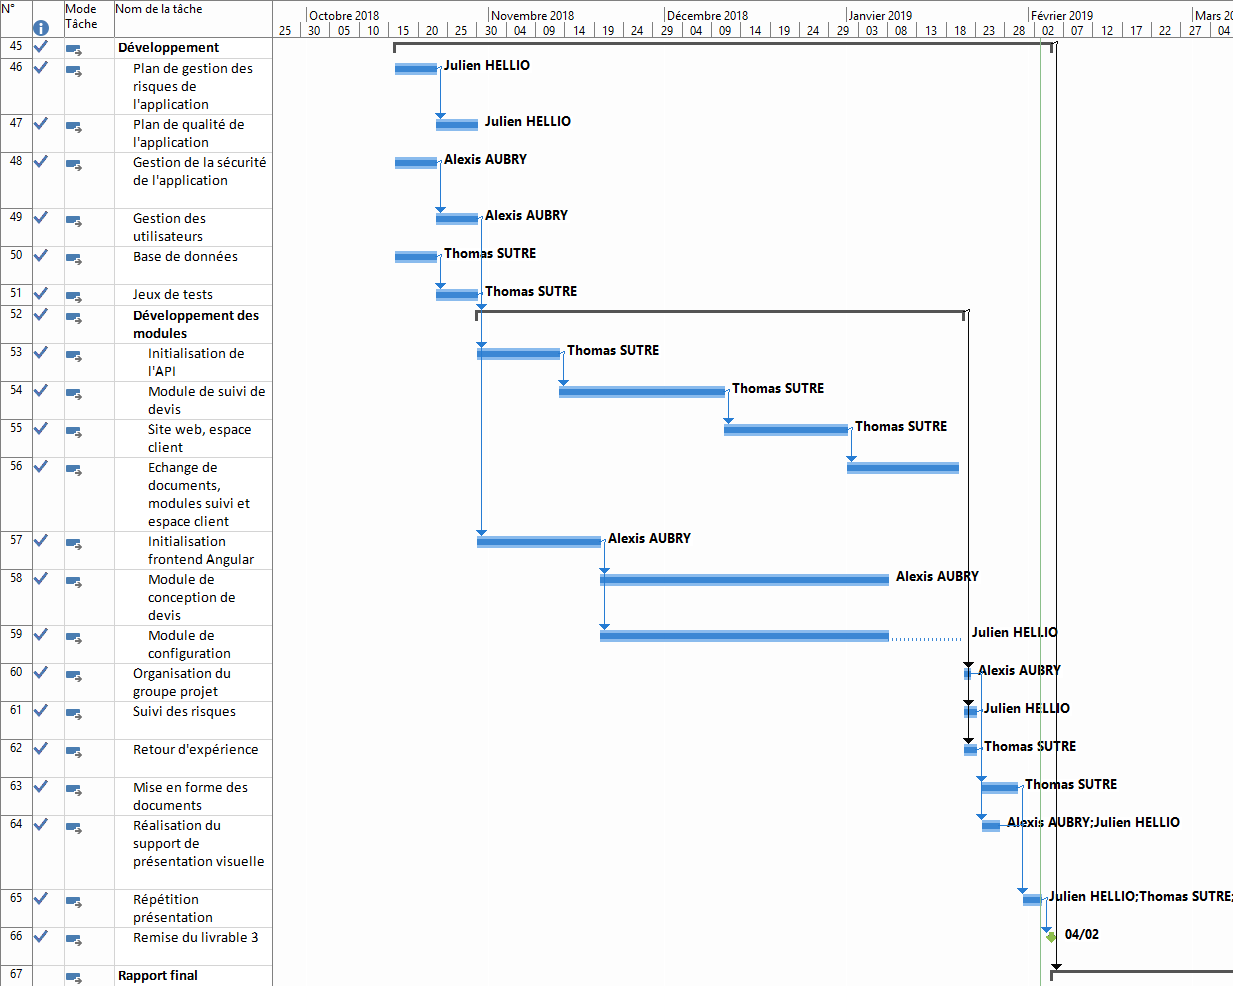 N° Mode Tâche Nom de la tâche
Octobre 2018 Novembre 2018 Décembre 2018 Janvier 2019 Février 2019 Mars 20
25 30 05 10 15 20 25 30 04 09 14 19 24 29 04 09 14 19 24 29 03 08 13 18 23 28 02 07 12 17 22 27 04
45 Développement
46 Plan de gestion des
risques de
l'application
Julien HELLIO
47 Plan de qualité de
l'application
Julien HELLIO
48 Gestion de la sécurité
de l'application
Alexis AUBRY
49 Gestion des
utilisateurs
Alexis AUBRY
50 Base de données
Thomas SUTRE
51 Jeux de tests
Thomas SUTRE
52 Développement des
modules
53 Initialisation de
l'API
Thomas SUTRE
54 Module de suivi de
devis
Thomas SUTRE
55 Site web, espace
client
Thomas SUTRE
56 Echange de
documents,
modules suivi et
espace client
57 Initialisation
frontend Angular
Alexis AUBRY
58 Module de
conception de
devis
Alexis AUBRY
59 Module de
configuration
Julien HELLIO
60 Organisation du
groupe projet
Alexis AUBRY
61 Suivi des risques
Julien HELLIO
62 Retour d'expérience
Thomas SUTRE
63 Mise en forme des
documents
Thomas SUTRE
64 Réalisation du
support de
présentation visuelle
Alexis AUBRY;Julien HELLIO
65 Répétition
présentation
Julien HELLIO;Thomas SUTRE;
66 Remise du livrable 3
04/02
67 Rapport final